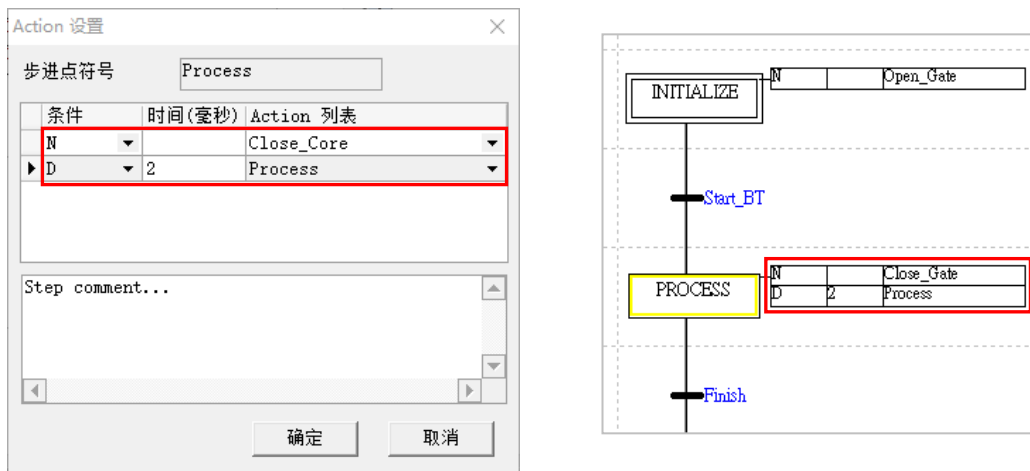 Action 设置
步进点符号 Process
条件 时间(毫秒) Action 列表
N Close_Core
D 2 Process
Step comment...
确定 取消
INITIALIZE N Open_Gate
Start_BT
PROCESS N Close_Gate
D 2 Process
Finish